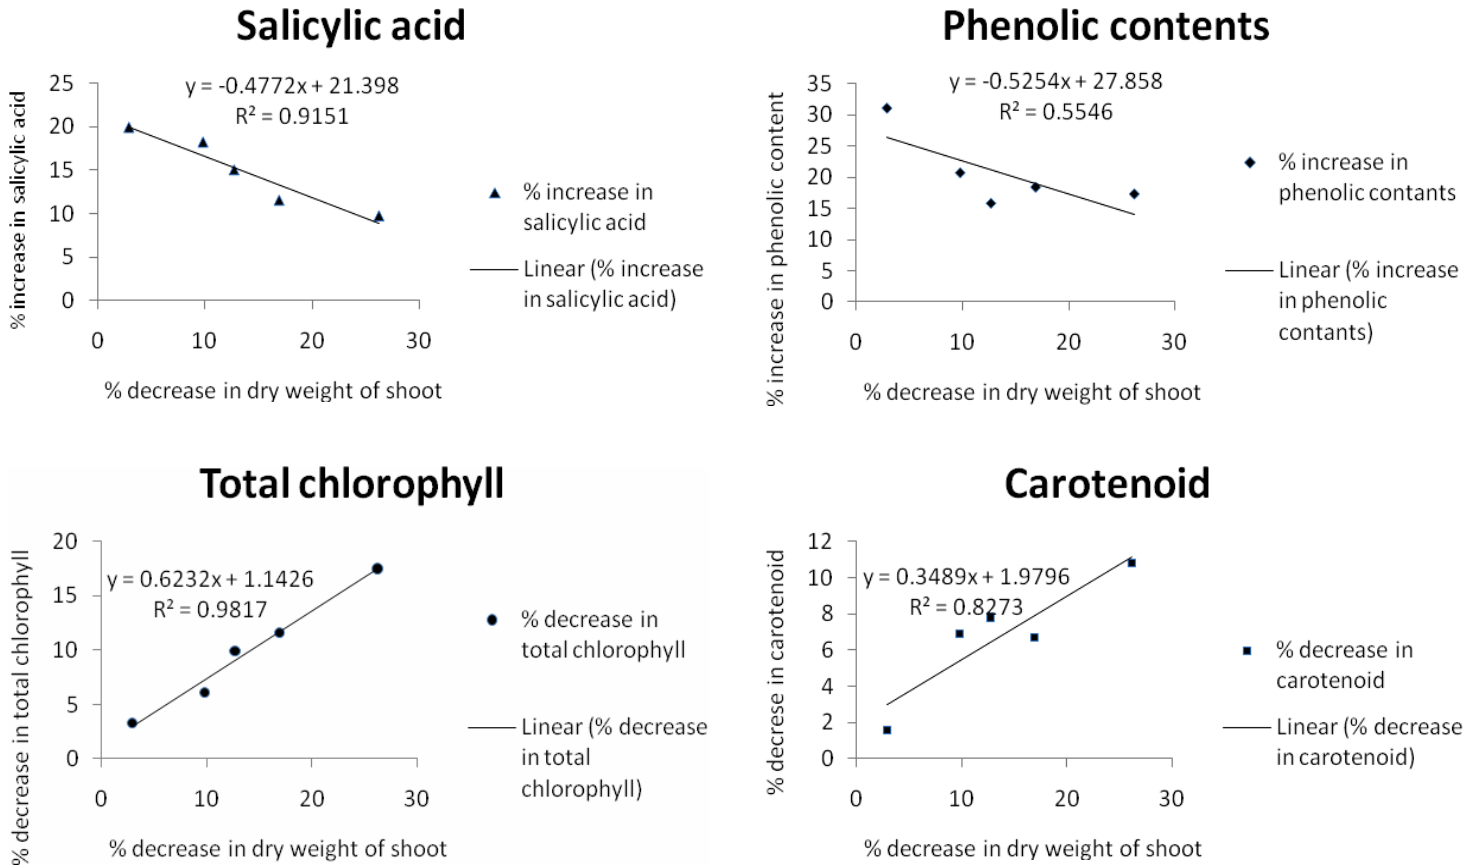 Salicylic acid
% increase in salicylic acid
25
20
15
10
5
0
y = -0.4772x + 21.398
R² = 0.9151
0 10 20 30
% decrease in dry weight of shoot
% increase in
salicylic acid
Linear (% increase
in salicylic acid)
Phenolic contents
% increase in phenolic content
35
30
25
20
15
10
5
0
y = -0.5254x + 27.858
R² = 0.5546
0 10 20 30
% decrease in dry weight of shoot
% increase in
phenolic contants
Linear (% increase
in phenolic
contants)
Total chlorophyll
% decrease in total chlorophyll
20
15
10
5
0
y = 0.6232x + 1.1426
R² = 0.9817
0 10 20 30
% decrease in dry weight of shoot
% decrease in
total chlorophyll
Linear (% decrease
in total
chlorophyll)
Carotenoid
% decrese in carotenoid
12
10
8
6
4
2
0
y = 0.3489x + 1.9796
R² = 0.8273
0 10 20 30
% decrease in dry weight of shoot
% decrease in
carotenoid
Linear (% decrease
in carotenoid)